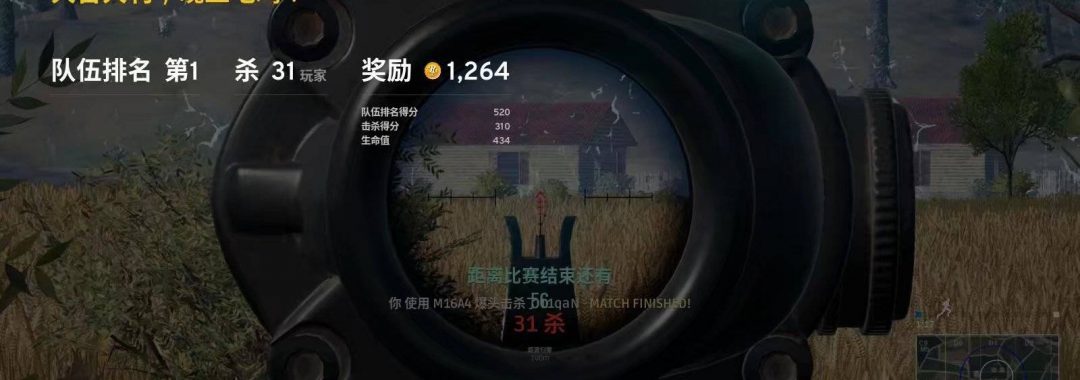 队伍排名 第1 杀 31 玩家 奖励 1,264
队伍排名得分 520
击杀得分 310
生命值 434
距离比赛结束还有
56
你 使用 M16A4 爆头击杀 - MATCH FINISHED!
31 杀